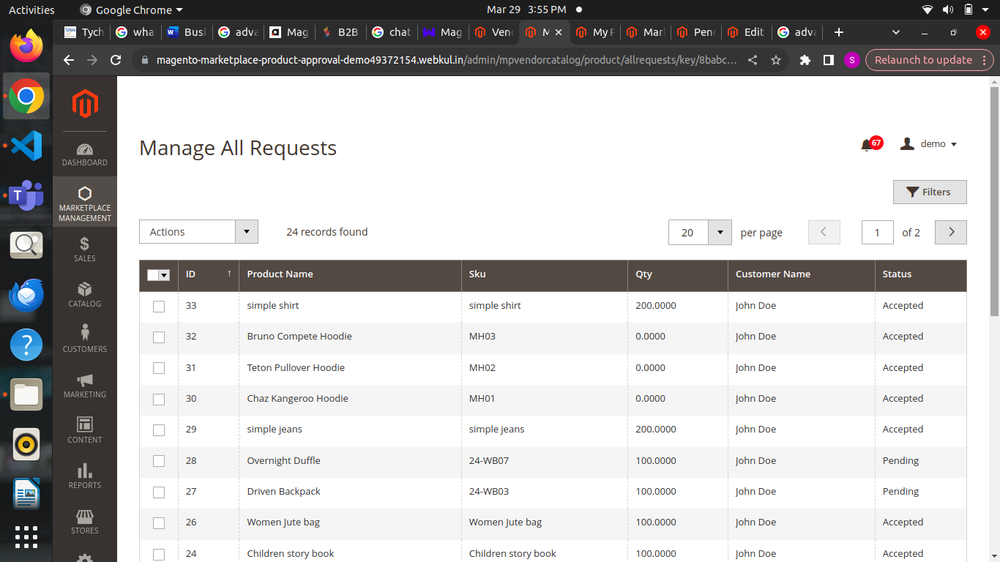 Activities Google Chrome Mar 29 3:55 PM
Tych wha Busi adva Mag B2B chat Mag Ven M My P Mar Pen Edit adva
magento-marketplace-product-approval-demo49372154.webkul.in/admin/mpvendorcatalog/product/allrequests/key/8babc... S Relaunch to update
DASHBOARD
MARKETPLACE
MANAGEMENT
SALES
CATALOG
CUSTOMERS
MARKETING
CONTENT
REPORTS
STORES
Manage All Requests 67 demo
Filters
Actions 24 records found 20 per page 1 of 2
ID ↑ Product Name Sku Qty Customer Name Status
33 simple shirt simple shirt 200.0000 John Doe Accepted
32 Bruno Compete Hoodie MH03 0.0000 John Doe Accepted
31 Teton Pullover Hoodie MH02 0.0000 John Doe Accepted
30 Chaz Kangeroo Hoodie MH01 0.0000 John Doe Accepted
29 simple jeans simple jeans 200.0000 John Doe Accepted
28 Overnight Duffle 24-WB07 100.0000 John Doe Pending
27 Driven Backpack 24-WB03 100.0000 John Doe Pending
26 Women Jute bag Women Jute bag 100.0000 John Doe Accepted
24 Children story book Children story book 100.0000 John Doe Accepted